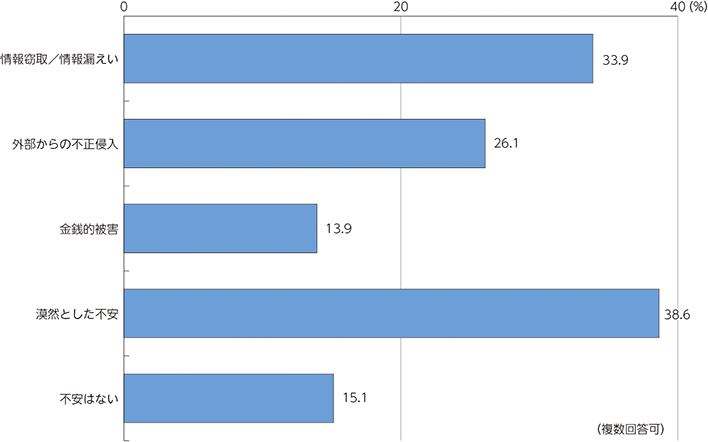 0 20 40 (%)
情報窃取／情報漏えい 33.9
外部からの不正侵入 26.1
金銭的被害 13.9
漠然とした不安 38.6
不安はない 15.1
（複数回答可）